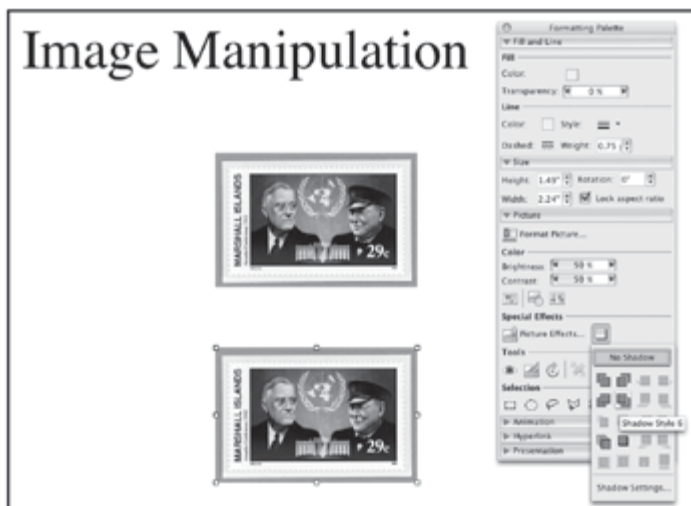 Image Manipulation
MARSHALL ISLANDS
29c
MARSHALL ISLANDS
29c
Formatting Palette
Fill and Line
Fill
Color:
Transparency: 0 %
Line
Color: Style:
Dashed: Weight: 0.75
Size
Height: 1.49" Rotation: 0°
Width: 2.24" Lock aspect ratio
Picture
Format Picture...
Color
Brightness: 50 %
Contrast: 50 %
Special Effects
Picture Effects...
No Shadow
Tools
Selection
Shadow Style 6
Animation
Hyperlink
Presentation
Shadow Settings...